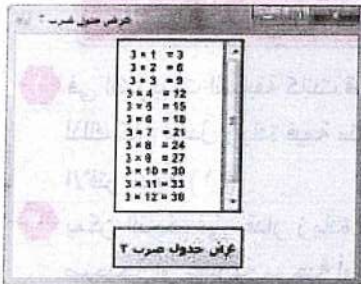 عرض جدول ضرب ٣
3 × 1 = 3
3 × 2 = 6
3 × 3 = 9
3 × 4 = 12
3 × 5 = 15
3 × 6 = 18
3 × 7 = 21
3 × 8 = 24
3 × 9 = 27
3 × 10 = 30
3 × 11 = 33
3 × 12 = 36
عرض جدول ضرب ٣